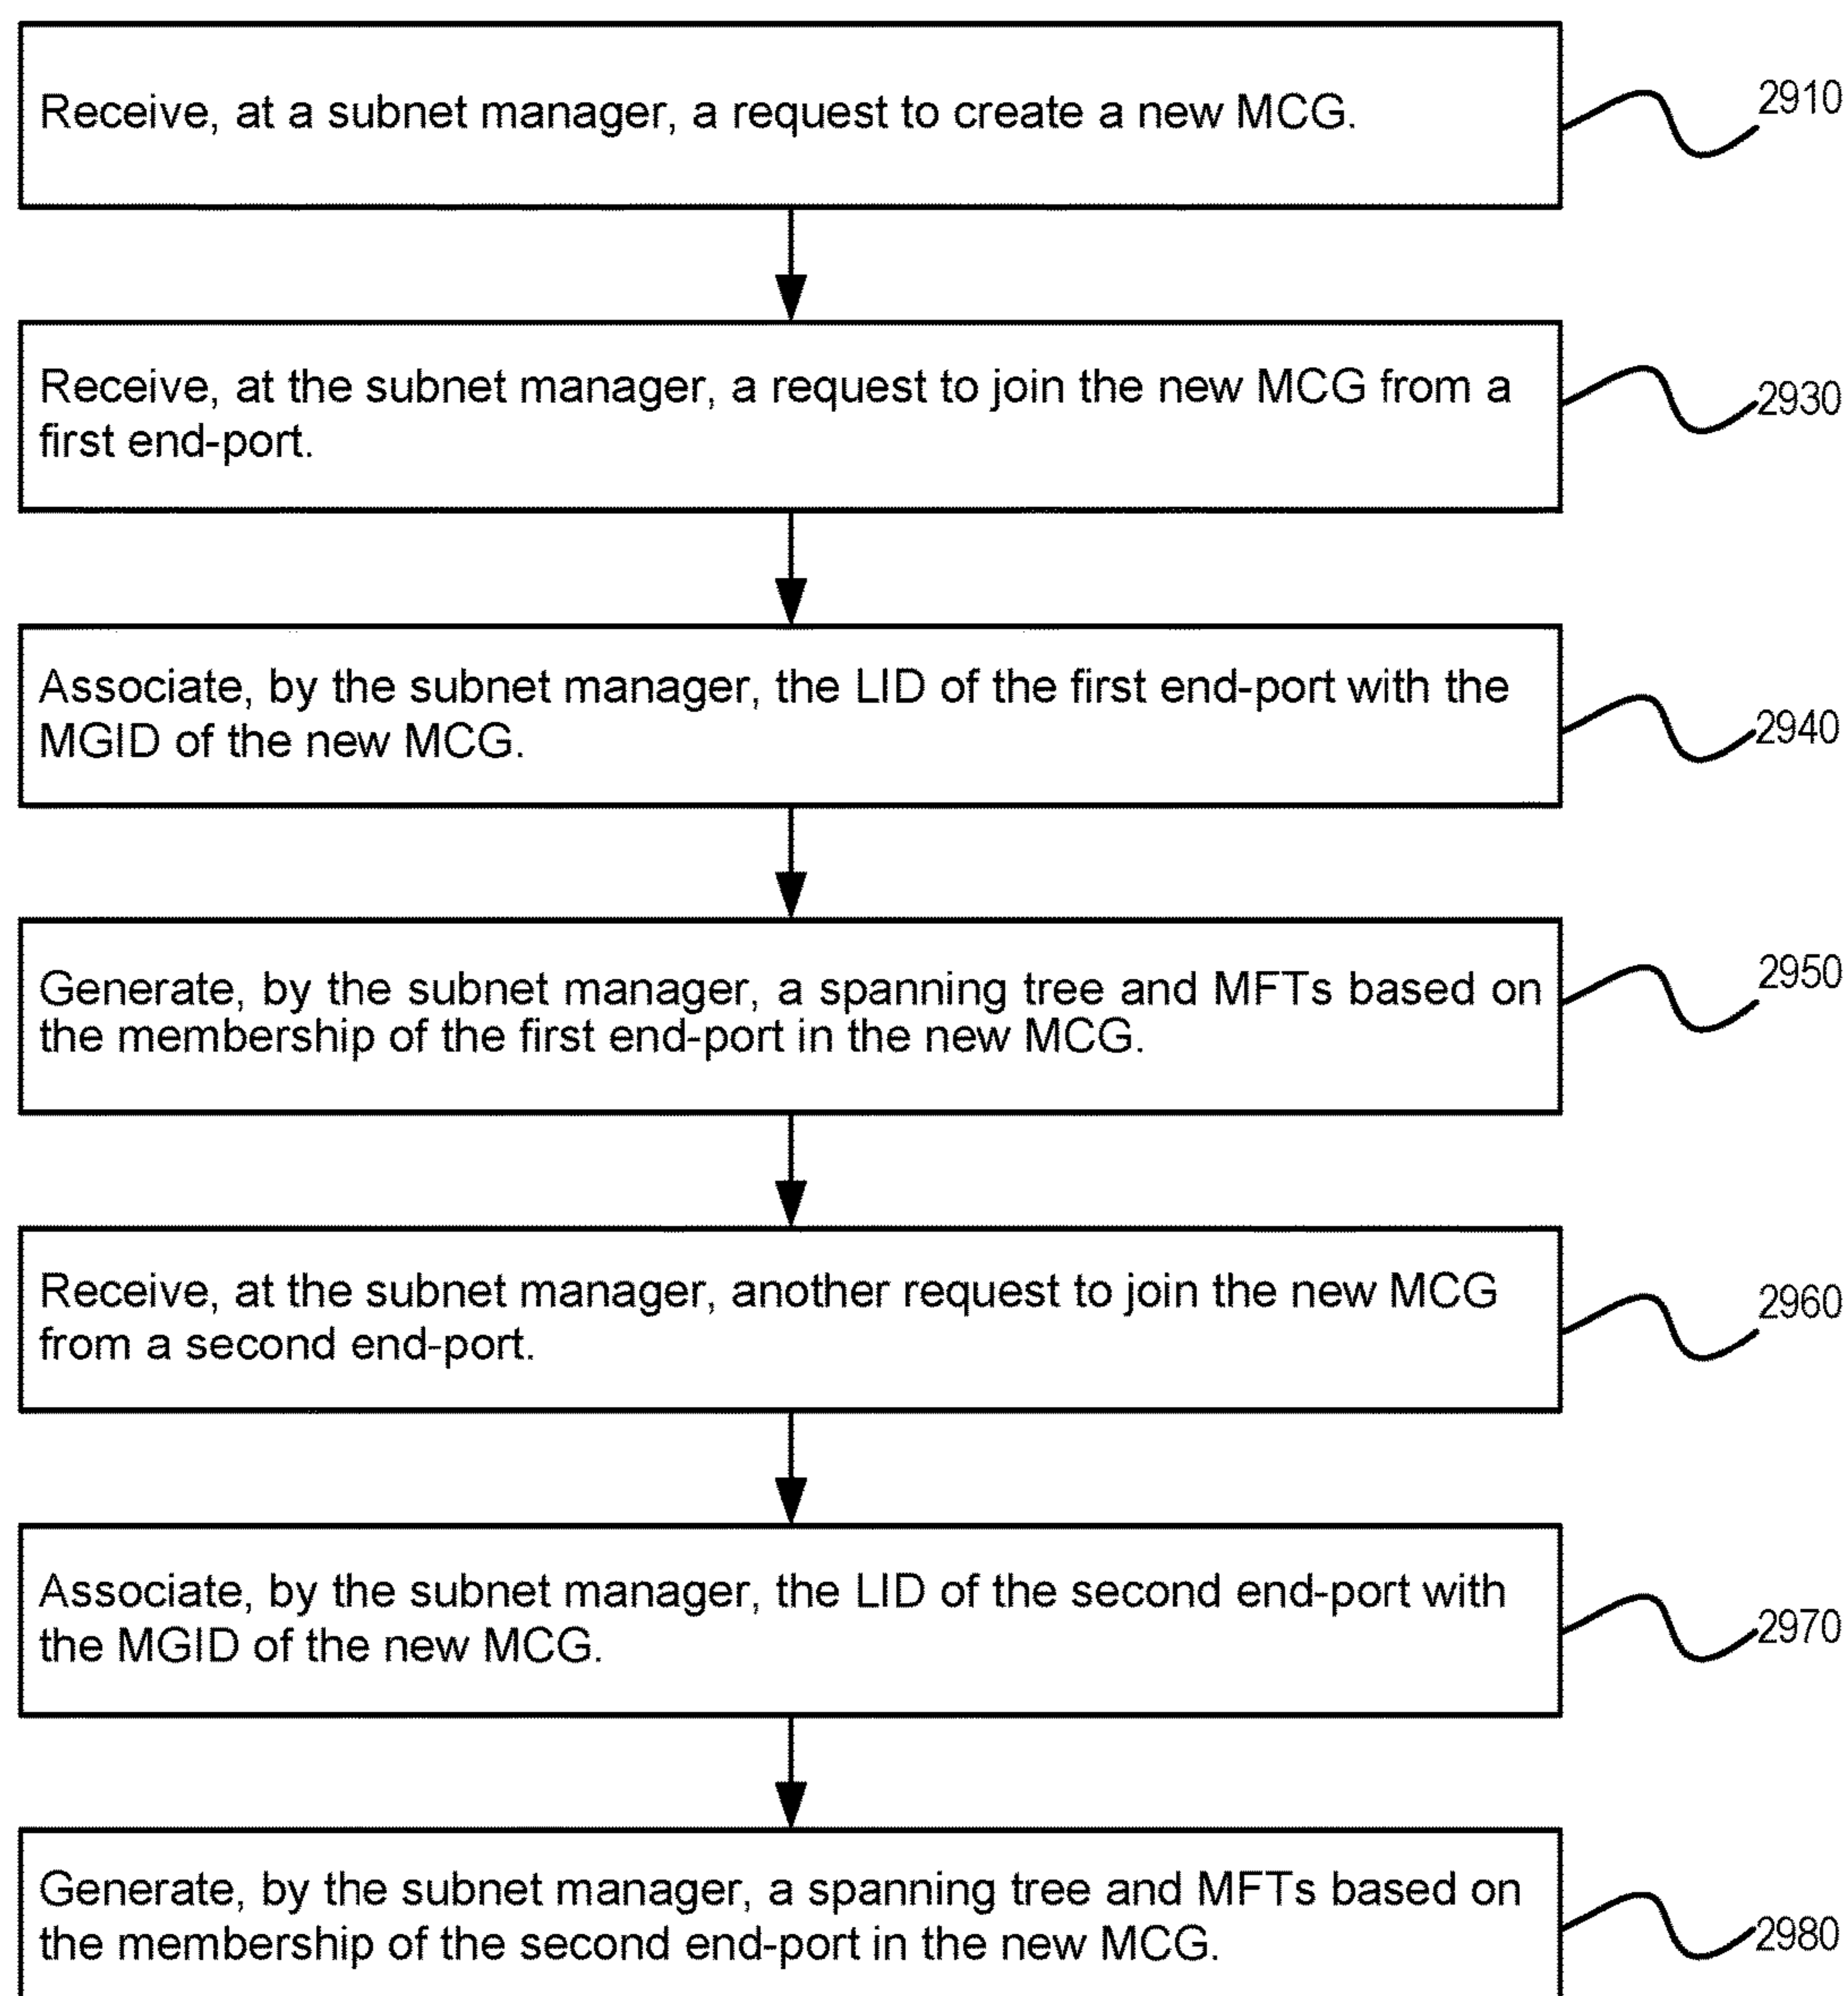 Receive, at a subnet manager, a request to create a new MCG.
2910
Receive, at the subnet manager, a request to join the new MCG from a
first end-port.
2930
Associate, by the subnet manager, the LID of the first end-port with the
MGID of the new MCG.
2940
Generate, by the subnet manager, a spanning tree and MFTs based on
the membership of the first end-port in the new MCG.
2950
Receive, at the subnet manager, another request to join the new MCG
from a second end-port.
2960
Associate, by the subnet manager, the LID of the second end-port with
the MGID of the new MCG.
2970
Generate, by the subnet manager, a spanning tree and MFTs based on
the membership of the second end-port in the new MCG.
2980